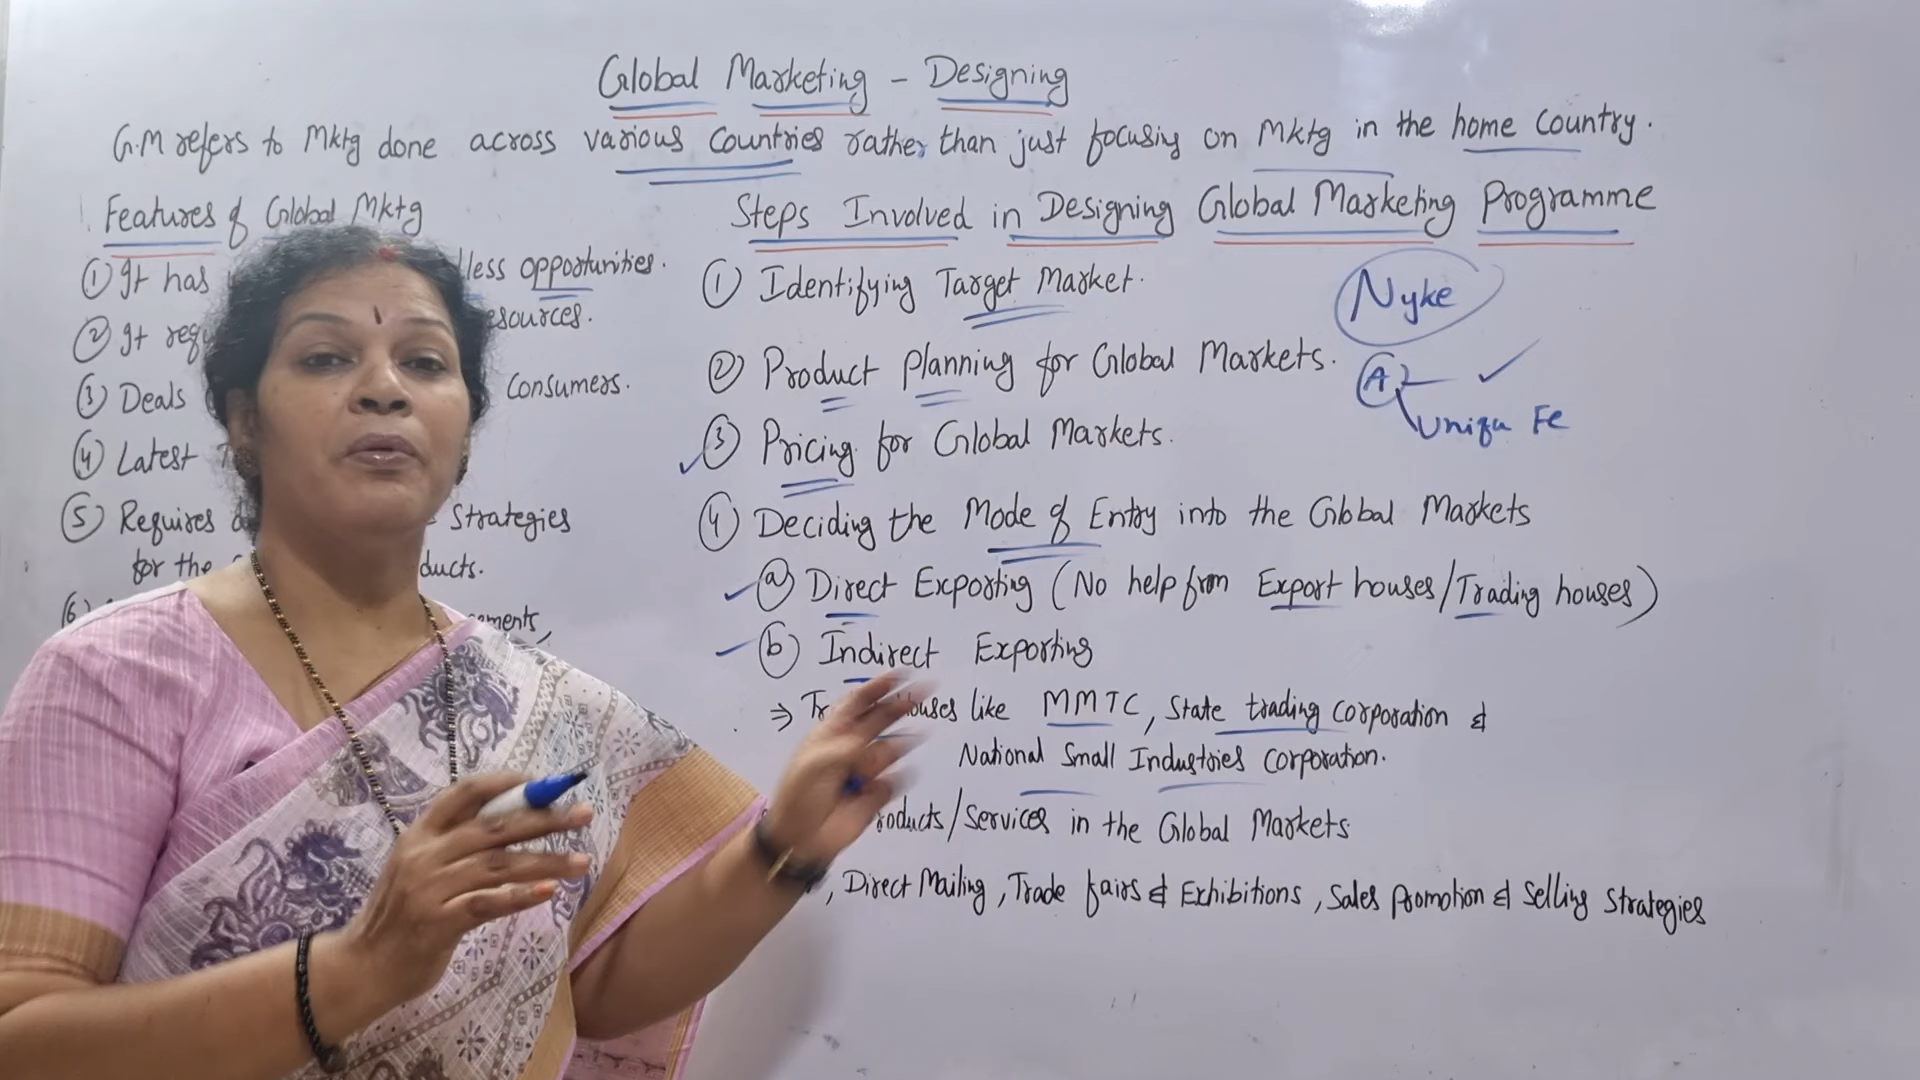 Global Marketing - Designing
G.M refers to Mktg done across various Countries rather than just focusing on Mktg in the home Country.
Features of Global Mktg
① It has less opportunities.
② It esources.
③ Deals Consumers.
④ Latest
⑤ Requires Strategies
for the ducts.
⑥ ements,
Steps Involved in Designing Global Marketing Programme
① Identifying Target Market.
Nyke
② Product Planning for Global Markets.
A
Uniqu Fe
③ Pricing for Global Markets.
④ Deciding the Mode of Entry into the Global Markets
ⓐ Direct Exporting (No help from Export houses/Trading houses)
ⓑ Indirect Exporting
⇒ Tr houses like MMTC, State trading Corporation &
National Small Industries Corporation.
roducts/Services in the Global Markets
, Direct Mailing, Trade fairs & Exhibitions, Sales Promotion & Selling Strategies